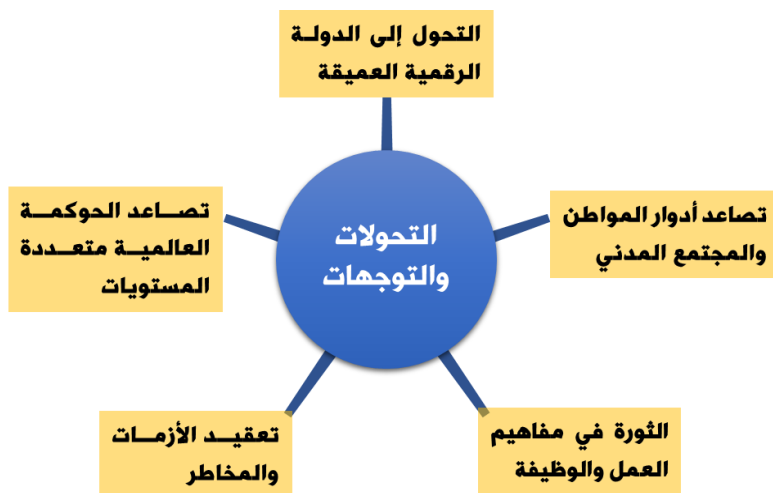 التحول إلى الدولة
الرقمية العميقة
تصاعد أدوار المواطن
والمجتمع المدني
تصاعد الحوكمة
العالمية متعددة
المستويات
التحولات
والتوجهات
الثورة في مفاهيم
العمل والوظيفة
تعقيد الأزمات
والمخاطر